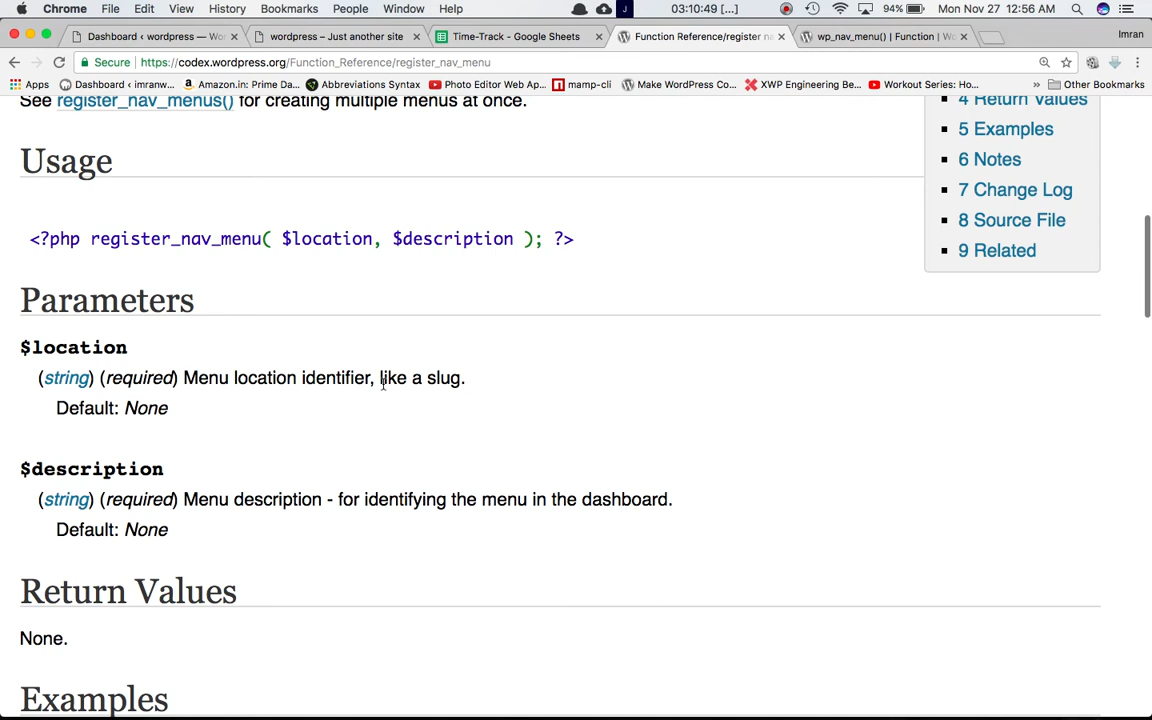 Chrome File Edit View History Bookmarks People Window Help J 03:10:49 [...] 94% Mon Nov 27 12:56 AM
Dashboard ‹ wordpress — Wor × wordpress – Just another site × Time-Track - Google Sheets × Function Reference/register na × wp_nav_menu() | Function | Wo × Imran
Secure | https://codex.wordpress.org/Function_Reference/register_nav_menu
Apps Dashboard ‹ imranw... Amazon.in: Prime Da... Abbreviations Syntax Photo Editor Web Ap... mamp-cli Make WordPress Co... XWP Engineering Be... Workout Series: Ho... » Other Bookmarks
See register_nav_menus() for creating multiple menus at once.
4 Return Values
5 Examples
6 Notes
7 Change Log
8 Source File
9 Related
Usage
<?php register_nav_menu( $location, $description ); ?>
Parameters
$location
(string) (required) Menu location identifier, like a slug.
Default: None
$description
(string) (required) Menu description - for identifying the menu in the dashboard.
Default: None
Return Values
None.
Examples